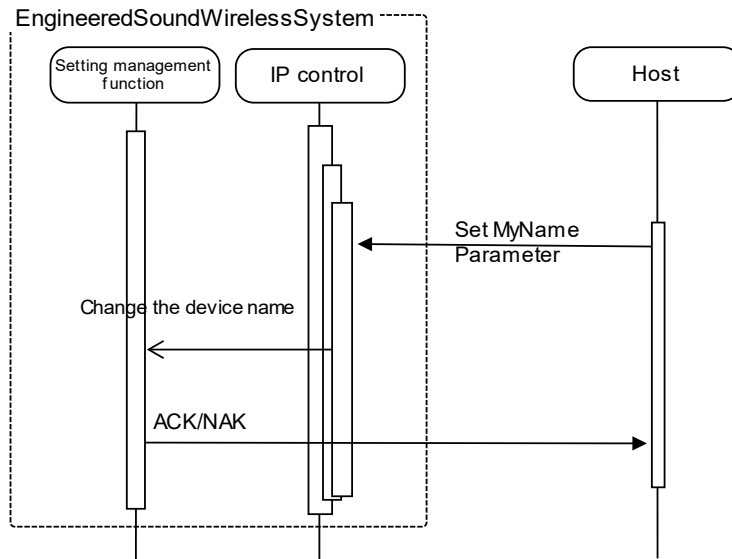 EngineeredSoundWirelessSystem
Setting management
function
IP control
Host
Set MyName
Parameter
Change the device name
ACK/NAK